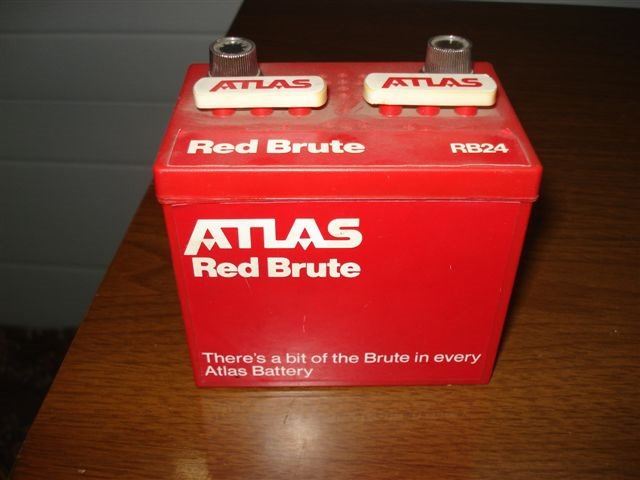 ATLAS ATLAS
Red Brute RB24
ATLAS
Red Brute
There's a bit of the Brute in every
Atlas Battery